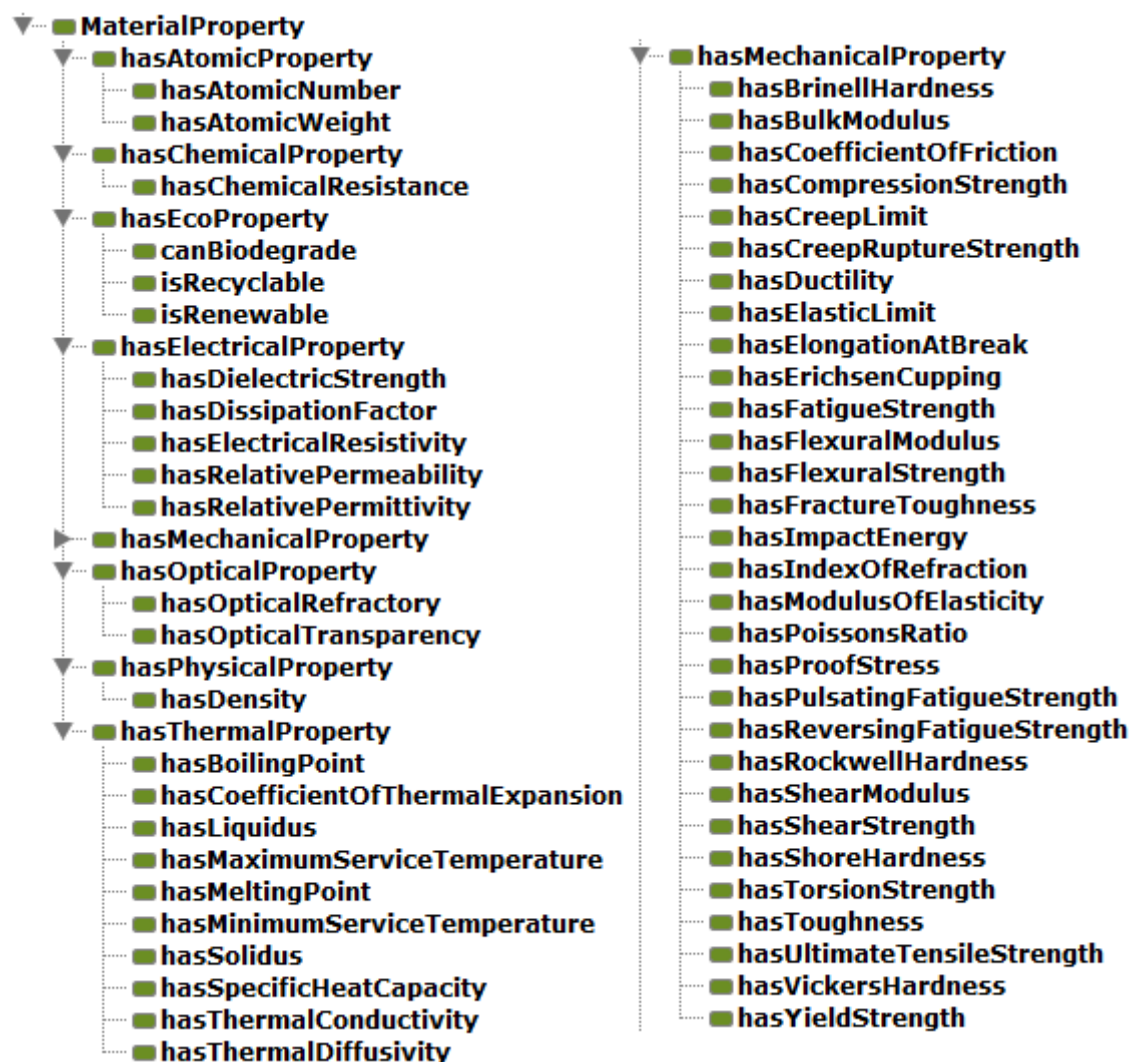 MaterialProperty
hasAtomicProperty
hasAtomicNumber
hasAtomicWeight
hasChemicalProperty
hasChemicalResistance
hasEcoProperty
canBiodegrade
isRecyclable
isRenewable
hasElectricalProperty
hasDielectricStrength
hasDissipationFactor
hasElectricalResistivity
hasRelativePermeability
hasRelativePermittivity
hasMechanicalProperty
hasOpticalProperty
hasOpticalRefractory
hasOpticalTransparency
hasPhysicalProperty
hasDensity
hasThermalProperty
hasBoilingPoint
hasCoefficientOfThermalExpansion
hasLiquidus
hasMaximumServiceTemperature
hasMeltingPoint
hasMinimumServiceTemperature
hasSolidus
hasSpecificHeatCapacity
hasThermalConductivity
hasThermalDiffusivity
hasMechanicalProperty
hasBrinellHardness
hasBulkModulus
hasCoefficientOfFriction
hasCompressionStrength
hasCreepLimit
hasCreepRuptureStrength
hasDuctility
hasElasticLimit
hasElongationAtBreak
hasErichsenCupping
hasFatigueStrength
hasFlexuralModulus
hasFlexuralStrength
hasFractureToughness
hasImpactEnergy
hasIndexOfRefraction
hasModulusOfElasticity
hasPoissonsRatio
hasProofStress
hasPulsatingFatigueStrength
hasReversingFatigueStrength
hasRockwellHardness
hasShearModulus
hasShearStrength
hasShoreHardness
hasTorsionStrength
hasToughness
hasUltimateTensileStrength
hasVickersHardness
hasYieldStrength